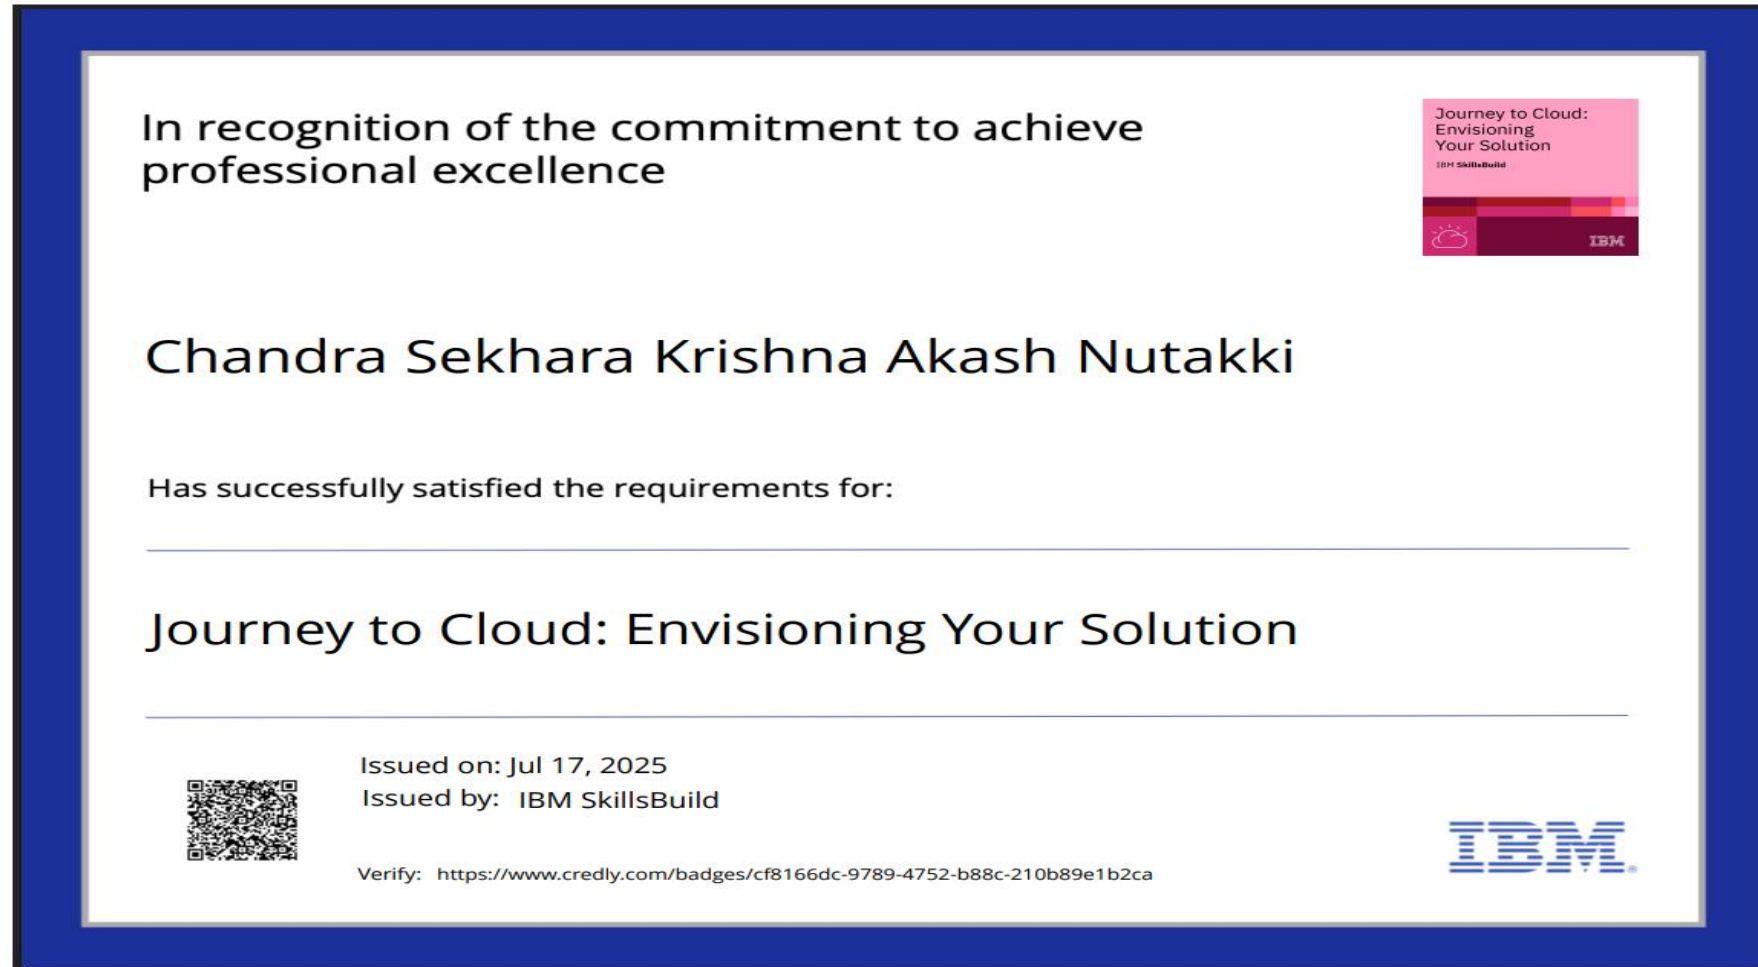 In recognition of the commitment to achieve
professional excellence
Journey to Cloud:
Envisioning
Your Solution
IBM SkillsBuild
IBM
Chandra Sekhara Krishna Akash Nutakki
Has successfully satisfied the requirements for:
Journey to Cloud: Envisioning Your Solution
Issued on: Jul 17, 2025
Issued by: IBM SkillsBuild
Verify: https://www.credly.com/badges/cf8166dc-9789-4752-b88c-210b89e1b2ca
IBM®